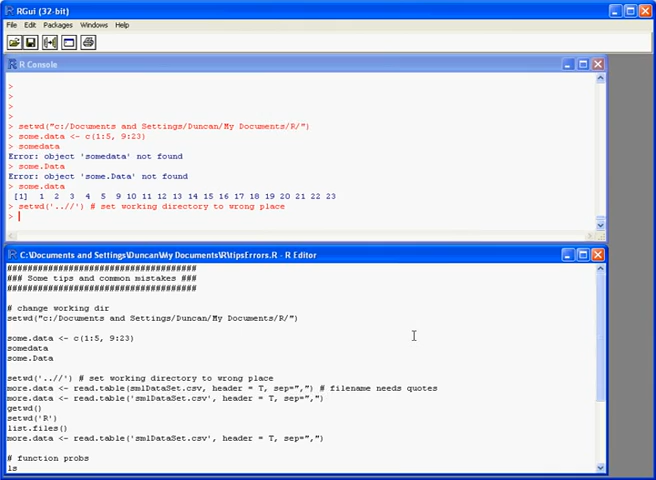 RGui (32-bit)
File Edit Packages Windows Help
R Console
>
>
>
>
> setwd("c:/Documents and Settings/Duncan/My Documents/R/")
> some.data <- c(1:5, 9:23)
> somedata
Error: object 'somedata' not found
> some.Data
Error: object 'some.Data' not found
> some.data
[1] 1 2 3 4 5 9 10 11 12 13 14 15 16 17 18 19 20 21 22 23
> setwd('..//') # set working directory to wrong place
>
C:\Documents and Settings\Duncan\My Documents\R\tipsErrors.R - R Editor
######################################
### Some tips and common mistakes ###
######################################
# change working dir
setwd("c:/Documents and Settings/Duncan/My Documents/R/")
some.data <- c(1:5, 9:23)
somedata
some.Data
setwd('..//') # set working directory to wrong place
more.data <- read.table(smlDataSet.csv, header = T, sep=",") # filename needs quotes
more.data <- read.table('smlDataSet.csv', header = T, sep=",")
getwd()
setwd('R')
list.files()
more.data <- read.table('smlDataSet.csv', header = T, sep=",")
# function probs
ls